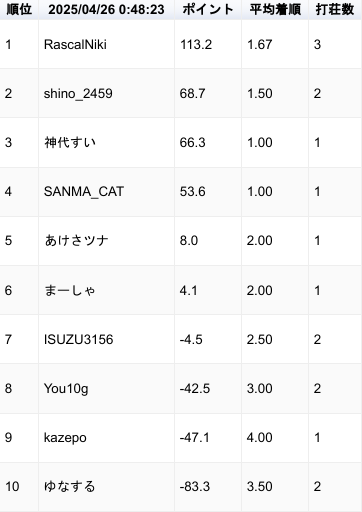 順位 2025/04/26 0:48:23 ポイント 平均着順 打荘数
1 RascalNiki 113.2 1.67 3
2 shino_2459 68.7 1.50 2
3 神代すい 66.3 1.00 1
4 SANMA_CAT 53.6 1.00 1
5 あけさツナ 8.0 2.00 1
6 まーしゃ 4.1 2.00 1
7 ISUZU3156 -4.5 2.50 2
8 You10g -42.5 3.00 2
9 kazepo -47.1 4.00 1
10 ゆなする -83.3 3.50 2